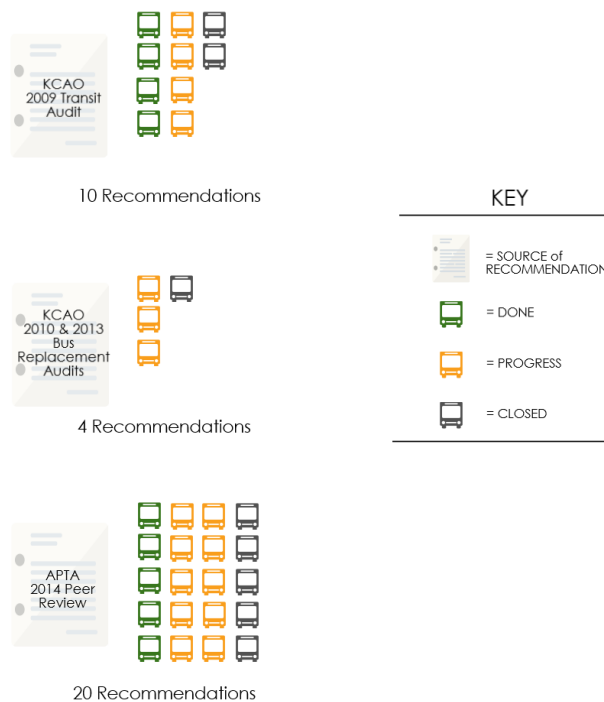 KCAO
2009 Transit
Audit
10 Recommendations
KEY
= SOURCE of
RECOMMENDATION
= DONE
= PROGRESS
= CLOSED
KCAO
2010 & 2013
Bus
Replacement
Audits
4 Recommendations
APTA
2014 Peer
Review
20 Recommendations